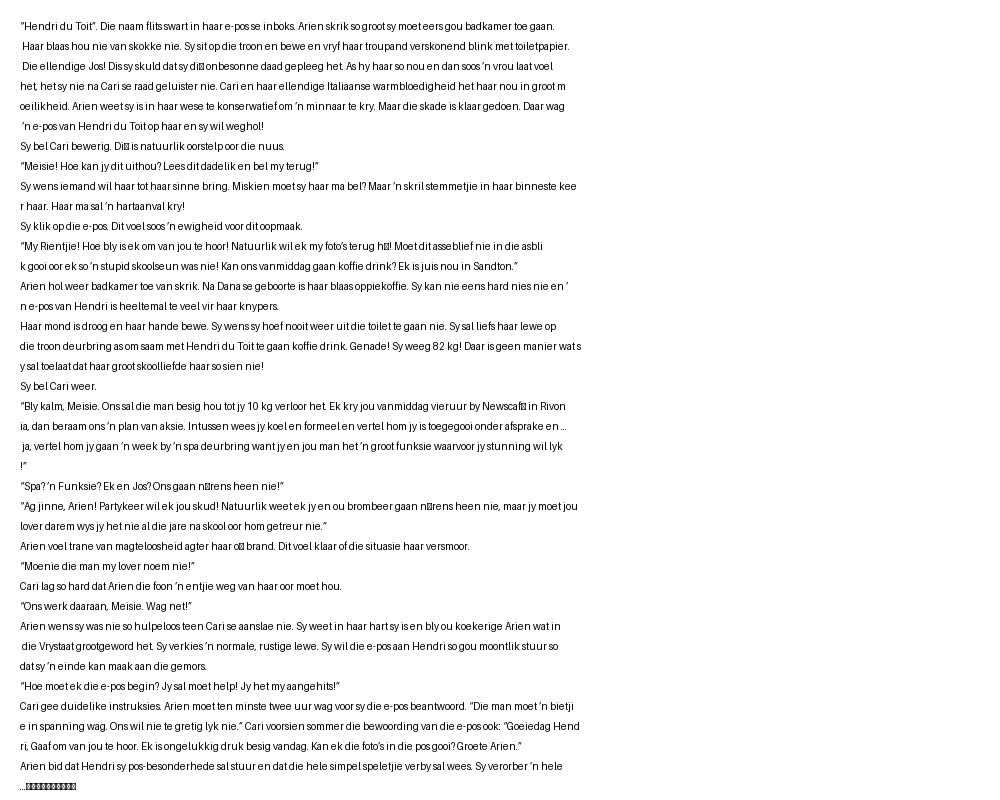 “Hendri du Toit”. Die naam flits swart in haar e-posse inboks. Arien skrik so groot sy moet eers gou badkamer toe gaan.
Haar blaas hou nie van skokke nie. Sy sit op die troon en bewe en vryf haar troupand verskonend blink met toiletpapier.
Die ellendige Jos! Dis sy skuld dat sy di� onbesonne daad gepleeg het. As hy haar so nou en dan soos ’n vrou laat voel
het, het sy nie na Cari se raad geluister nie. Cari en haar ellendige Italiaanse warmbloedigheid het haar nou in groot m
oeilikheid. Arien weet sy is in haar wese te konserwatief om ’n minnaar te kry. Maar die skade is klaar gedoen. Daar wag
’n e-pos van Hendri du Toit op haar en sy wil weghol!
Sy bel Cari bewerig. Di� is natuurlik oorstelp oor die nuus.
“Meisie! Hoe kan jy dit uithou? Lees dit dadelik en bel my terug!”
Sy wens iemand wil haar tot haar sinne bring. Miskien moet sy haar ma bel? Maar ’n skril stemmetjie in haar binneste kee
r haar. Haar ma sal ’n hartaanval kry!
Sy klik op die e-pos. Dit voel soos ’n ewigheid voor dit oopmaak.
“My Rientjie! Hoe bly is ek om van jou te hoor! Natuurlik wil ek my foto’s terug h�! Moet dit asseblief nie in die asbli
k gooi oor ek so ’n stupid skoolseun was nie! Kan ons vanmiddag gaan koffie drink? Ek is juis nou in Sandton.”
Arien hol weer badkamer toe van skrik. Na Dana se geboorte is haar blaas oppiekoffie. Sy kan nie eens hard nies nie en ’
n e-pos van Hendri is heeltemal te veel vir haar knypers.
Haar mond is droog en haar hande bewe. Sy wens sy hoef nooit weer uit die toilet te gaan nie. Sy sal liefs haar lewe op
die troon deurbring as om saam met Hendri du Toit te gaan koffie drink. Genade! Sy weeg 82 kg! Daar is geen manier wat s
y sal toelaat dat haar groot skoolliefde haar so sien nie!
Sy bel Cari weer.
“Bly kalm, Meisie. Ons sal die man besig hou tot jy 10 kg verloor het. Ek kry jou vanmiddag vieruur by Newscaf� in Rivon
ia, dan beraam ons ’n plan van aksie. Intussen wees jy koel en formeel en vertel hom jy is toegegooi onder afsprake en …
ja, vertel hom jy gaan ’n week by ’n spa deurbring want jy en jou man het ’n groot funksie waarvoor jy stunning wil lyk
!”
“Spa? ’n Funksie? Ek en Jos? Ons gaan n�rens heen nie!”
“Ag jinne, Arien! Partykeer wil ek jou skud! Natuurlik weet ek jy en ou brombeer gaan n�rens heen nie, maar jy moet jou
lover darem wys jy het nie al die jare na skool oor hom getreur nie.”
Arien voel trane van magteloosheid agter haar o� brand. Dit voel klaar of die situasie haar versmoor.
“Moenie die man my lover noem nie!”
Cari lag so hard dat Arien die foon ’n entjie weg van haar oor moet hou.
“Ons werk daaraan, Meisie. Wag net!”
Arien wens sy was nie so hulpeloos teen Cari se aanslae nie. Sy weet in haar hart sy is en bly ou koekerige Arien wat in
die Vrystaat grootgeword het. Sy verkies ’n normale, rustige lewe. Sy wil die e-pos aan Hendri so gou moontlik stuur so
dat sy ’n einde kan maak aan die gemors.
“Hoe moet ek die e-pos begin? Jy sal moet help! Jy het my aangehits!”
Cari gee duidelike instruksies. Arien moet ten minste twee uur wag voor sy die e-pos beantwoord. “Die man moet ’n bietji
e in spanning wag. Ons wil nie te gretig lyk nie.” Cari voorsien sommer die bewoording van die e-pos ook: “Goeiedag Hend
ri, Gaaf om van jou te hoor. Ek is ongelukkig druk besig vandag. Kan ek die foto’s in die pos gooi? Groete Arien.”
Arien bid dat Hendri sy pos-besonderhede sal stuur en dat die hele simpel speletjie verby sal wees. Sy verorber ’n hele
…